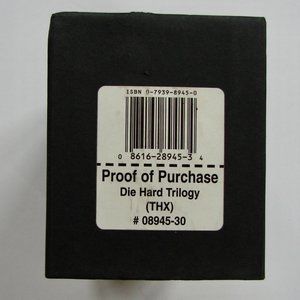 ISBN 0-7939-8945-0
0 8616-28945-3 4
Proof of Purchase
Die Hard Trilogy
(THX)
# 08945-30